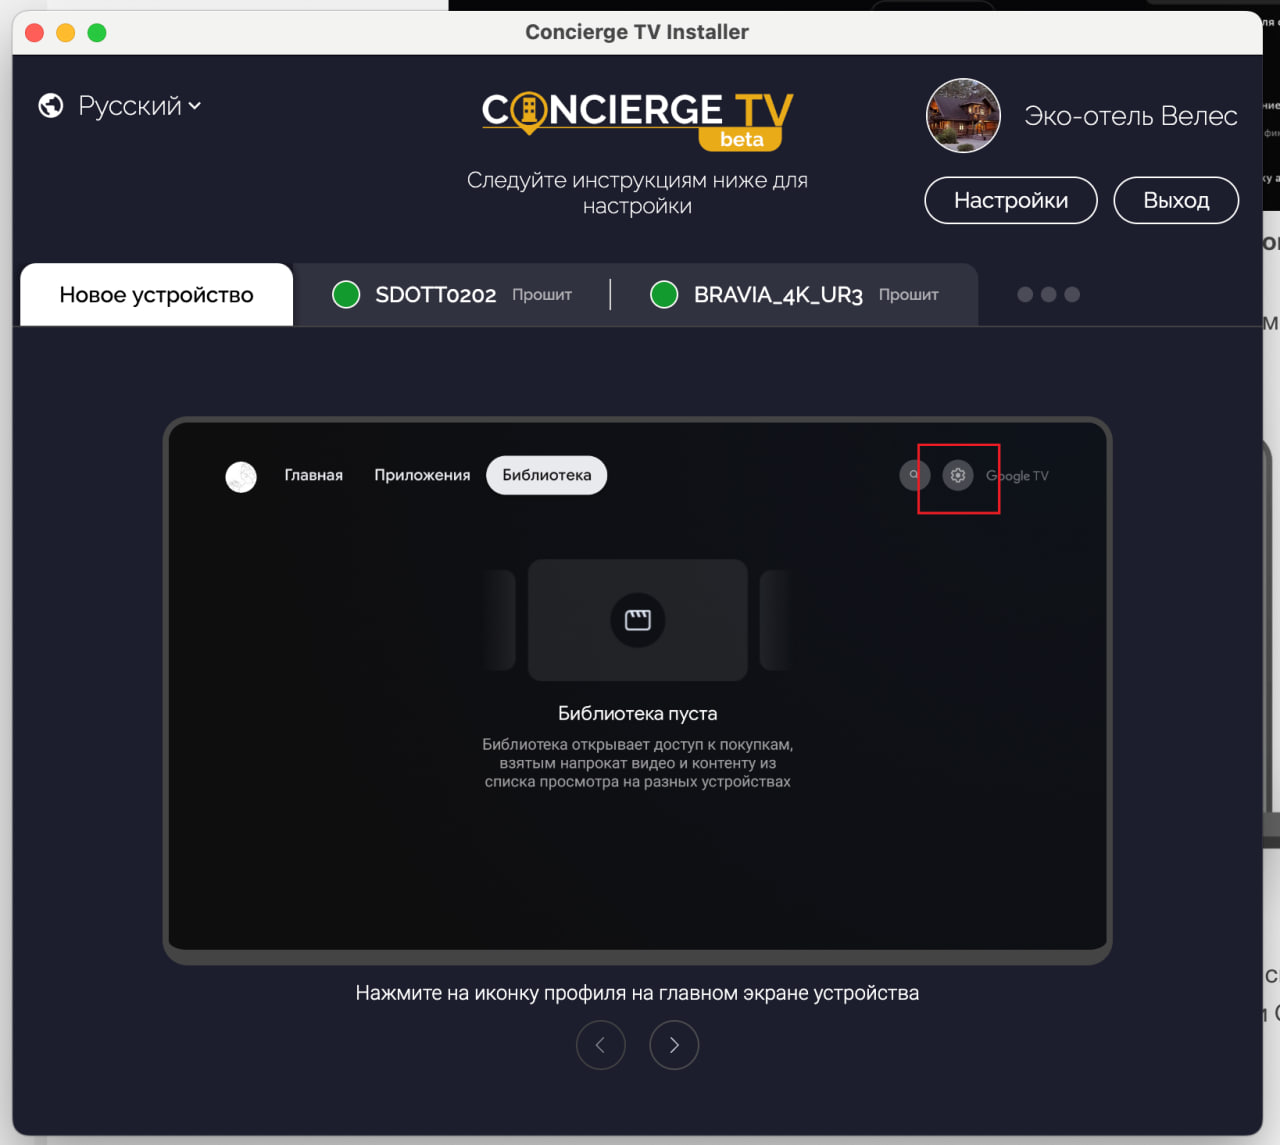 Concierge TV Installer
Русский
CONCIERGE TV
beta
Эко-отель Велес
Следуйте инструкциям ниже для
настройки
Настройки
Выход
Новое устройство
SDOTT0202 Прошит
BRAVIA_4K_UR3 Прошит
Главная
Приложения
Библиотека
Google TV
Библиотека пуста
Библиотека открывает доступ к покупкам,
взятым напрокат видео и контенту из
списка просмотра на разных устройствах
Нажмите на иконку профиля на главном экране устройства